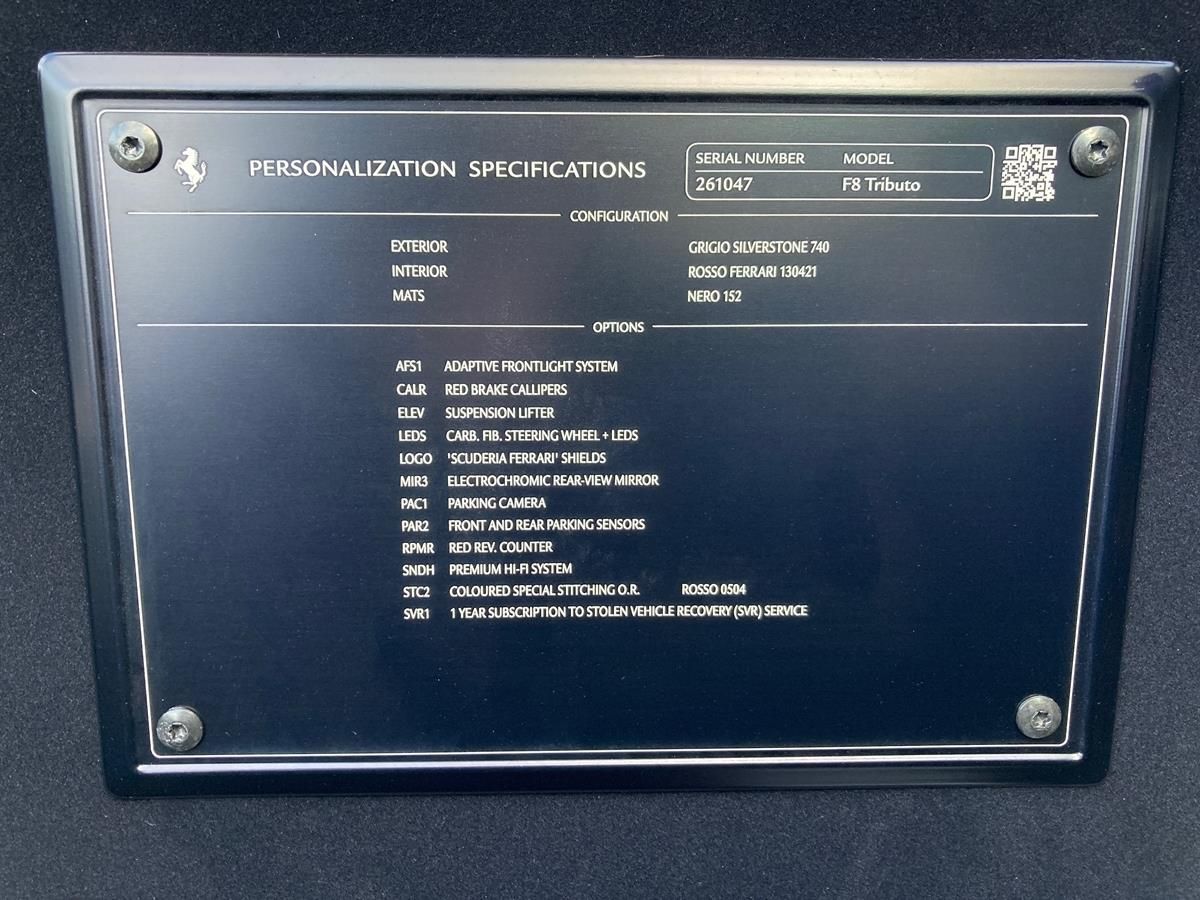 PERSONALIZATION SPECIFICATIONS
SERIAL NUMBER MODEL
261047 F8 Tributo
CONFIGURATION
EXTERIOR GRIGIO SILVERSTONE 740
INTERIOR ROSSO FERRARI 130421
MATS NERO 152
OPTIONS
AFS1 ADAPTIVE FRONTLIGHT SYSTEM
CALR RED BRAKE CALLIPERS
ELEV SUSPENSION LIFTER
LEDS CARB. FIB. STEERING WHEEL + LEDS
LOGO 'SCUDERIA FERRARI' SHIELDS
MIR3 ELECTROCHROMIC REAR-VIEW MIRROR
PAC1 PARKING CAMERA
PAR2 FRONT AND REAR PARKING SENSORS
RPMR RED REV. COUNTER
SNDH PREMIUM HI-FI SYSTEM
STC2 COLOURED SPECIAL STITCHING O.R. ROSSO 0504
SVR1 1 YEAR SUBSCRIPTION TO STOLEN VEHICLE RECOVERY (SVR) SERVICE